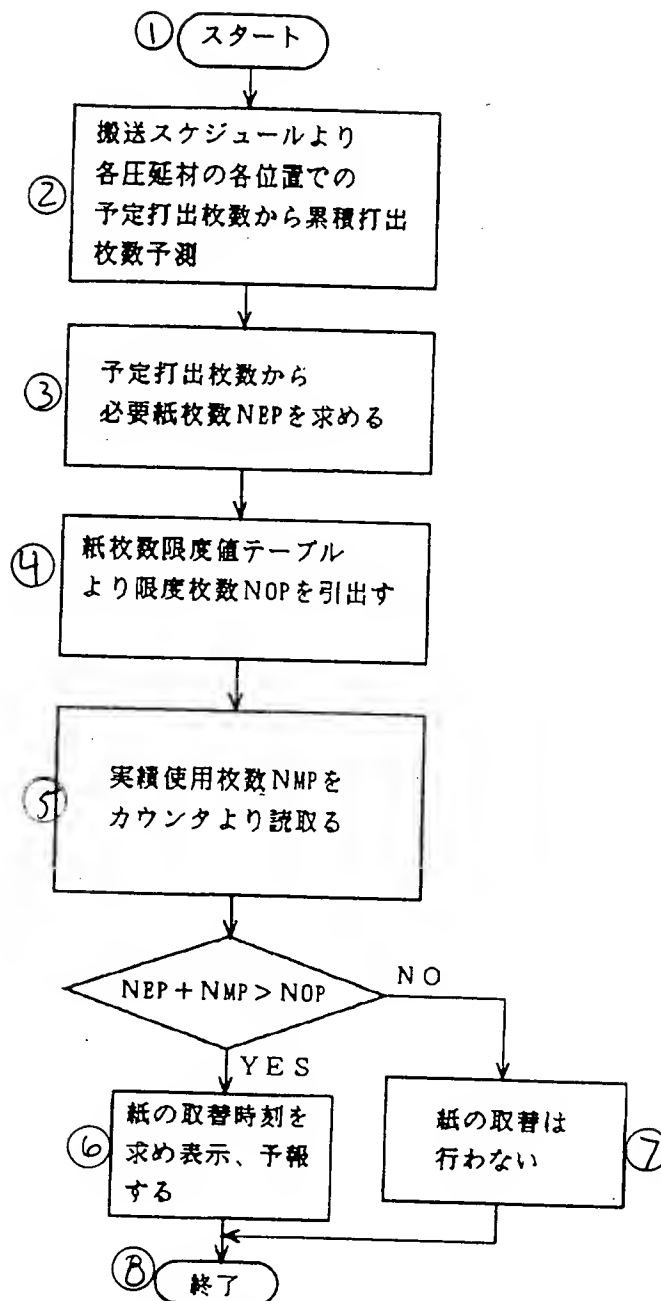 ① スタート
搬送スケジュールより
各圧延材の各位置での
② 予定打出枚数から累積打出
枚数予測
予定打出枚数から
③ 必要紙枚数NEPを求める
紙枚数限度値テーブル
④ より限度枚数NOPを引出す
実績使用枚数NMPを
⑤ カウンタより読取る
NEP+NMP>NOP
NO
YES
紙の取替時刻を
⑥ 求め表示、予報
する
紙の取替は
行わない ⑦
⑧ 終了